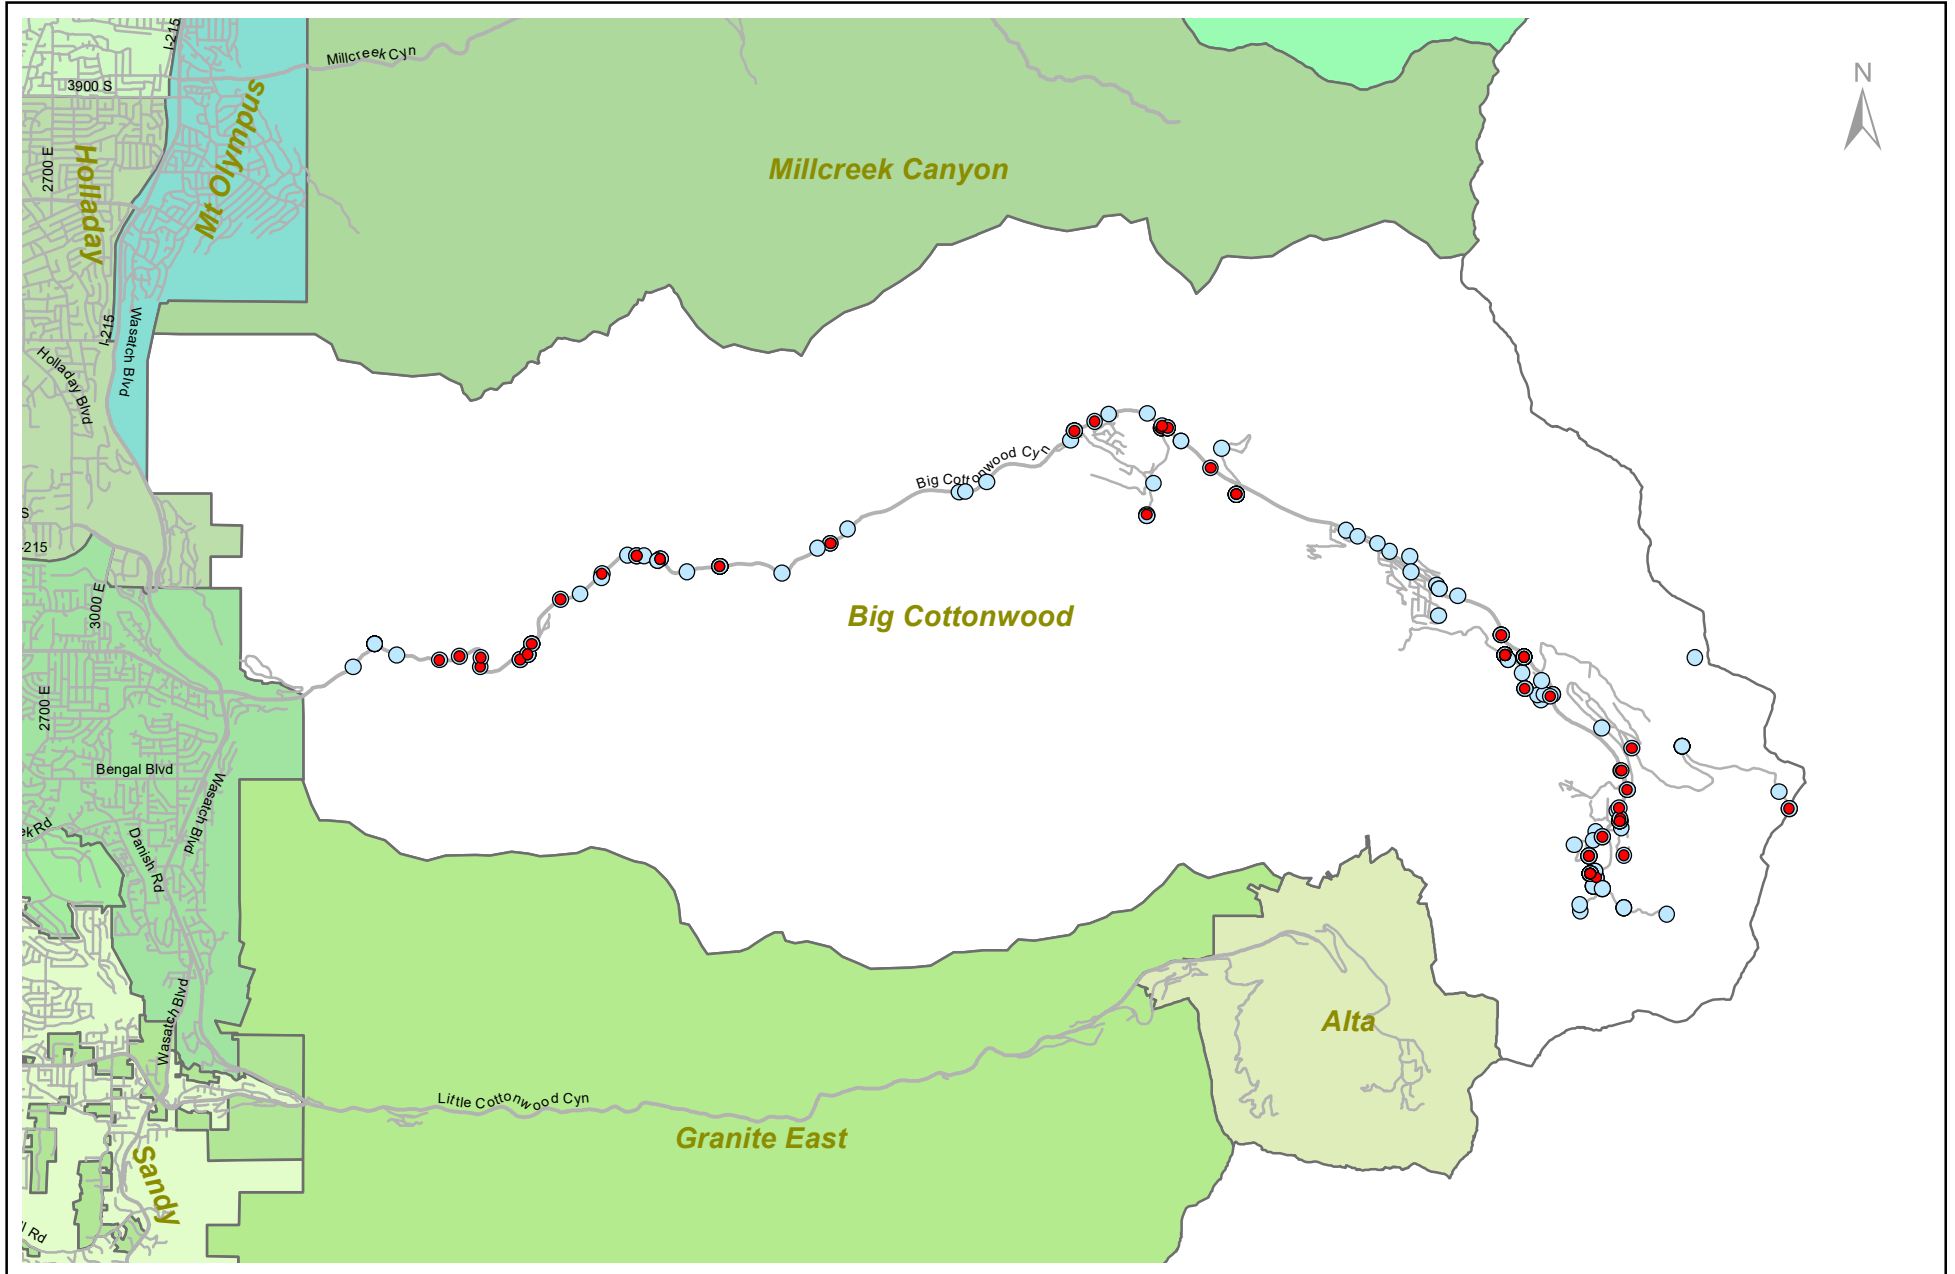 I-215
Millcreek Cyn
3900 S
N
Mt Olympus
Holladay
2700 E
Millcreek Canyon
I-215
Wasatch Blvd
Holladay Blvd
Big Cottonwood Cyn
S
-215
3000 E
Big Cottonwood
2700 E
Bengal Blvd
Wasatch Blvd
ek Rd
Danish Rd
Wasatch Blvd
Alta
Little Cottonwood Cyn
Granite East
Sandy
l Rd